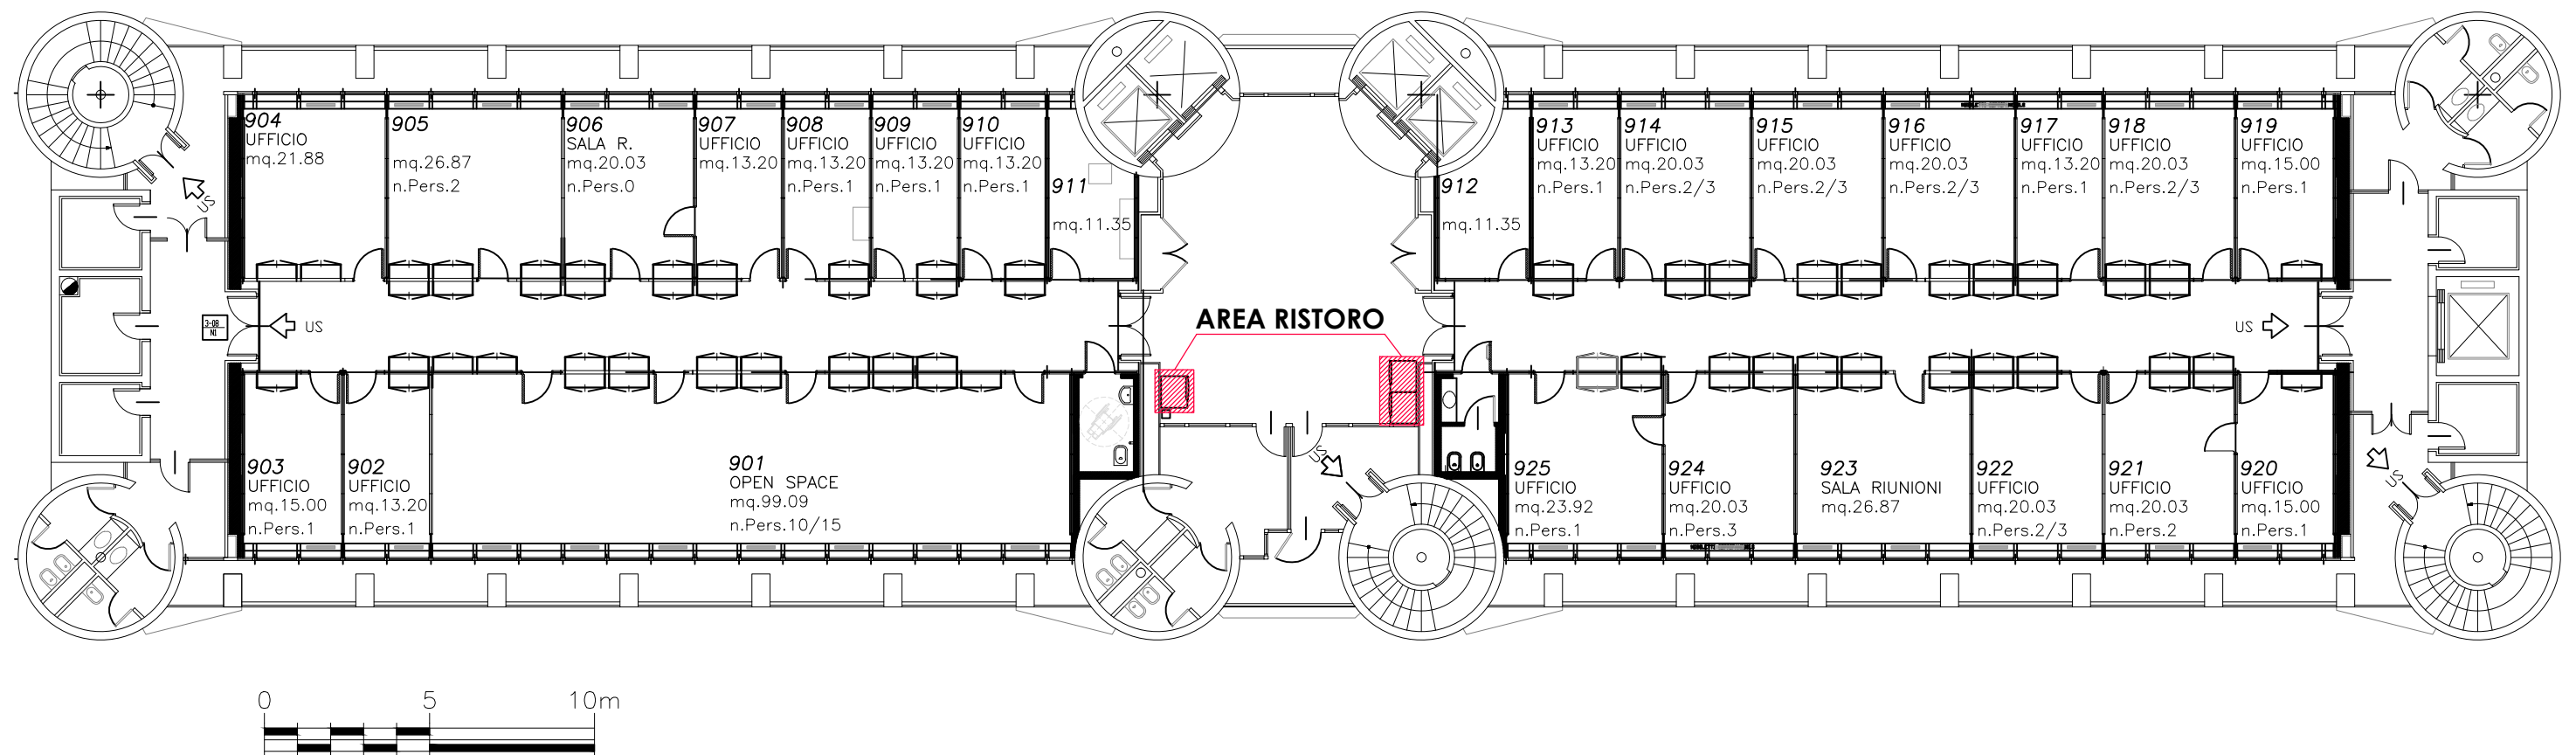 904
UFFICIO
mq.21.88
905
mq.26.87
n.Pers.2
906
SALA R.
mq.20.03
n.Pers.0
907
UFFICIO
mq.13.20
908
UFFICIO
mq.13.20
n.Pers.1
909
UFFICIO
mq.13.20
n.Pers.1
910
UFFICIO
mq.13.20
n.Pers.1
911
mq.11.35
912
mq.11.35
913
UFFICIO
mq.13.20
n.Pers.1
914
UFFICIO
mq.20.03
n.Pers.2/3
915
UFFICIO
mq.20.03
n.Pers.2/3
916
UFFICIO
mq.20.03
n.Pers.2/3
917
UFFICIO
mq.13.20
n.Pers.1
918
UFFICIO
mq.20.03
n.Pers.2/3
919
UFFICIO
mq.15.00
n.Pers.1
US
3-08
N1
US
AREA RISTORO
US
903
UFFICIO
mq.15.00
n.Pers.1
902
UFFICIO
mq.13.20
n.Pers.1
901
OPEN SPACE
mq.99.09
n.Pers.10/15
US
925
UFFICIO
mq.23.92
n.Pers.1
924
UFFICIO
mq.20.03
n.Pers.3
923
SALA RIUNIONI
mq.26.87
922
UFFICIO
mq.20.03
n.Pers.2/3
921
UFFICIO
mq.20.03
n.Pers.2
920
UFFICIO
mq.15.00
n.Pers.1
US
0 5 10m